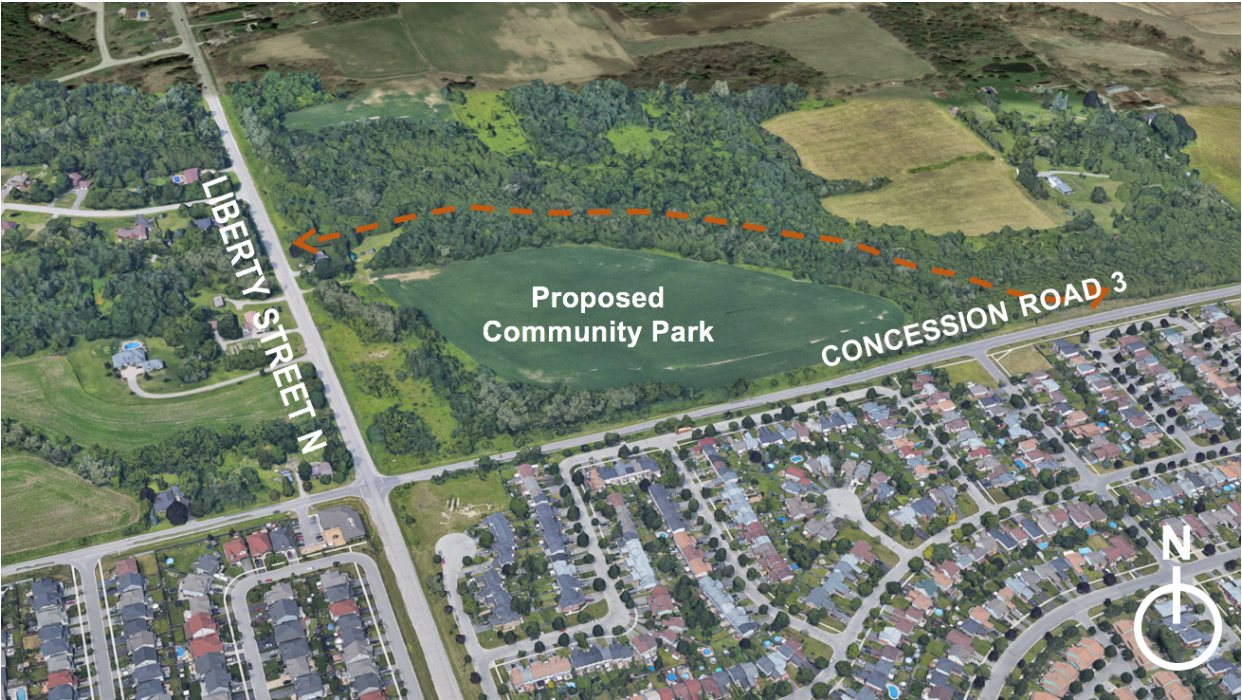 LIBERTY STREET N
Proposed
Community Park
CONCESSION ROAD 3
N